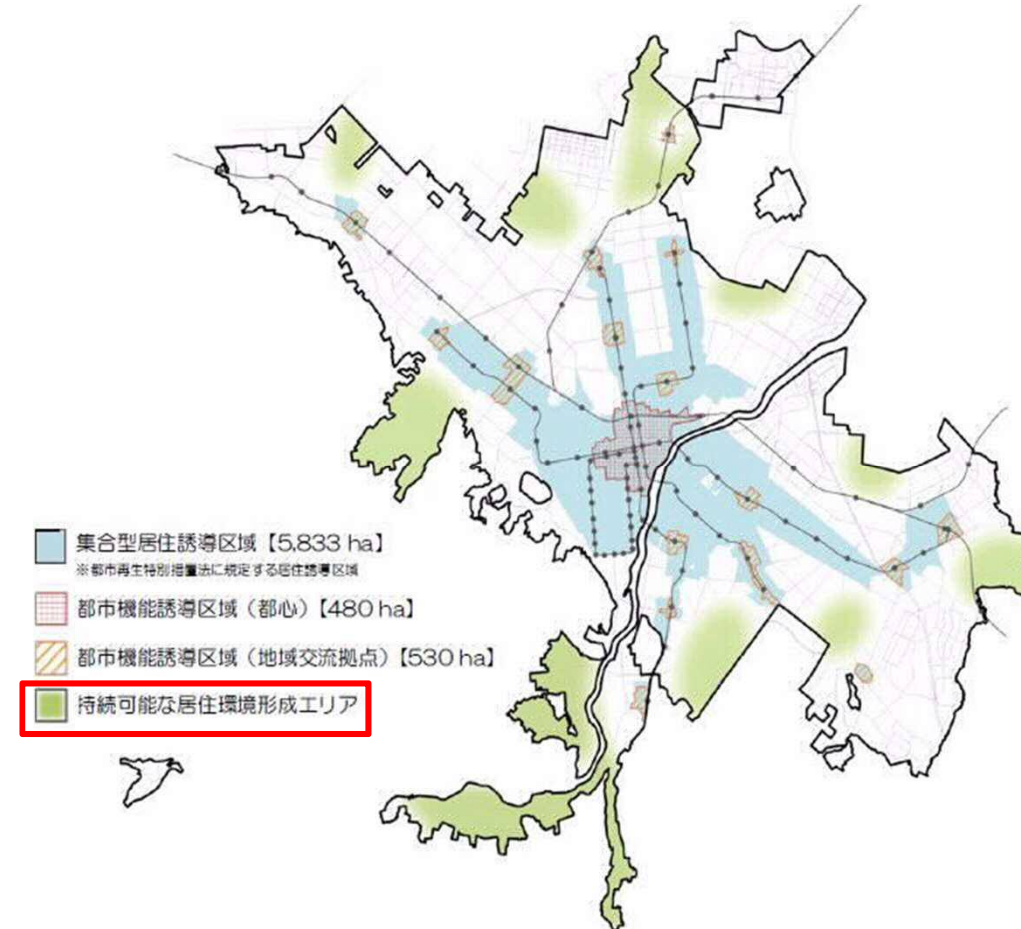 集合型居住誘導区域【5,833 ha】
※都市再生特別措置法に規定する居住誘導区域
都市機能誘導区域（都心）【480 ha】
都市機能誘導区域（地域交流拠点）【530 ha】
持続可能な居住環境形成エリア